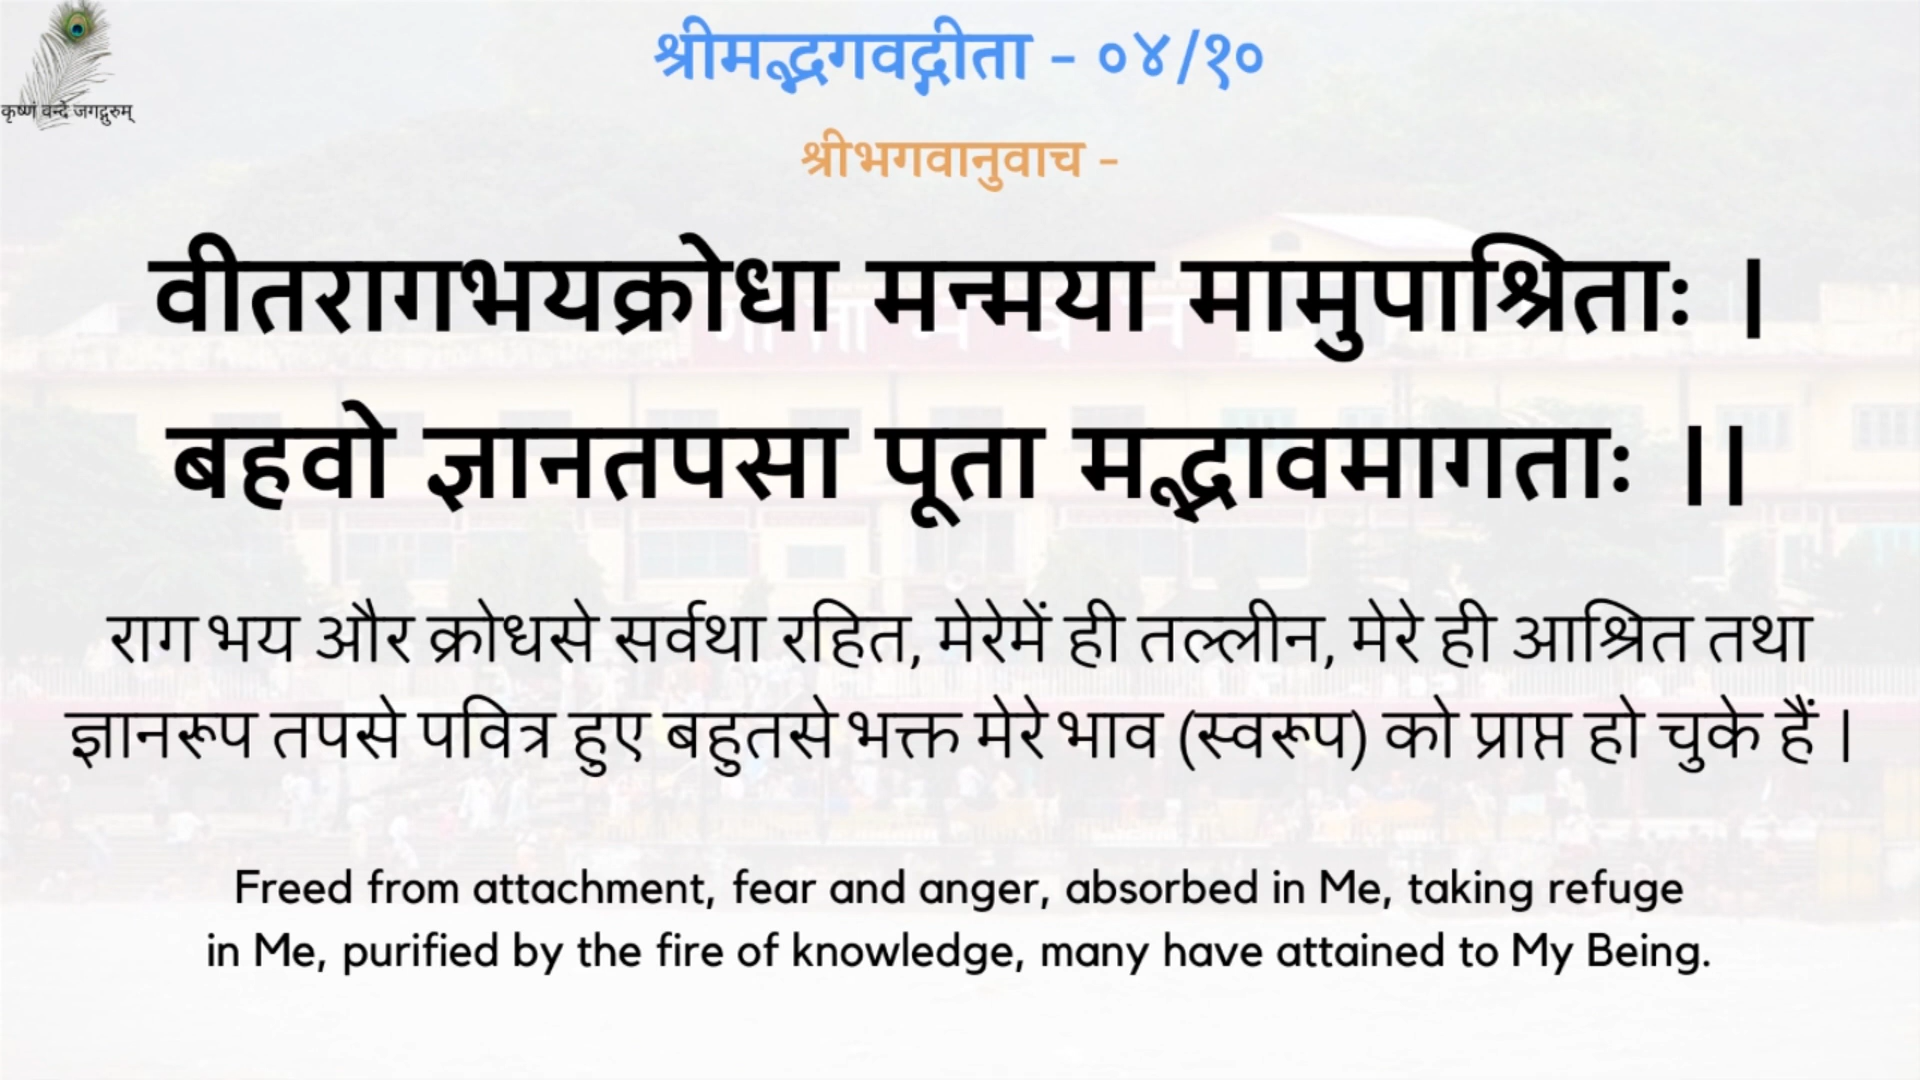 कृष्णं वन्दे जगद्गुरुम्
श्रीमद्भगवद्गीता - ०४/१०
श्रीभगवानुवाच -
वीतरागभयक्रोधा मन्मया मामुपाश्रिताः |
बहवो ज्ञानतपसा पूता मद्भावमागताः ||
राग भय और क्रोधसे सर्वथा रहित, मेरेमें ही तल्लीन, मेरे ही आश्रित तथा
ज्ञानरूप तपसे पवित्र हुए बहुतसे भक्त मेरे भाव (स्वरूप) को प्राप्त हो चुके हैं |
Freed from attachment, fear and anger, absorbed in Me, taking refuge
in Me, purified by the fire of knowledge, many have attained to My Being.